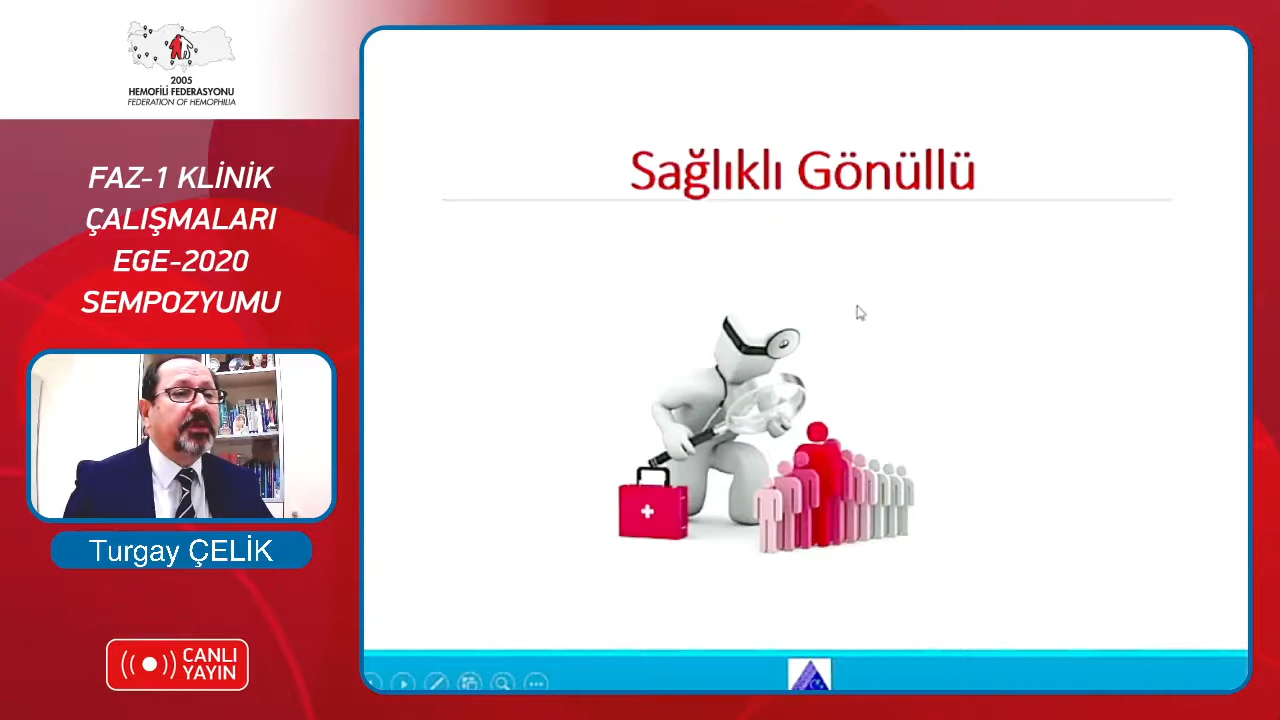 2005
HEMOFİLİ FEDERASYONU
FEDERATION OF HEMOPHILIA
FAZ-1 KLİNİK
ÇALIŞMALARI
EGE-2020
SEMPOZYUMU
Turgay ÇELİK
CANLI
YAYIN
Sağlıklı Gönüllü